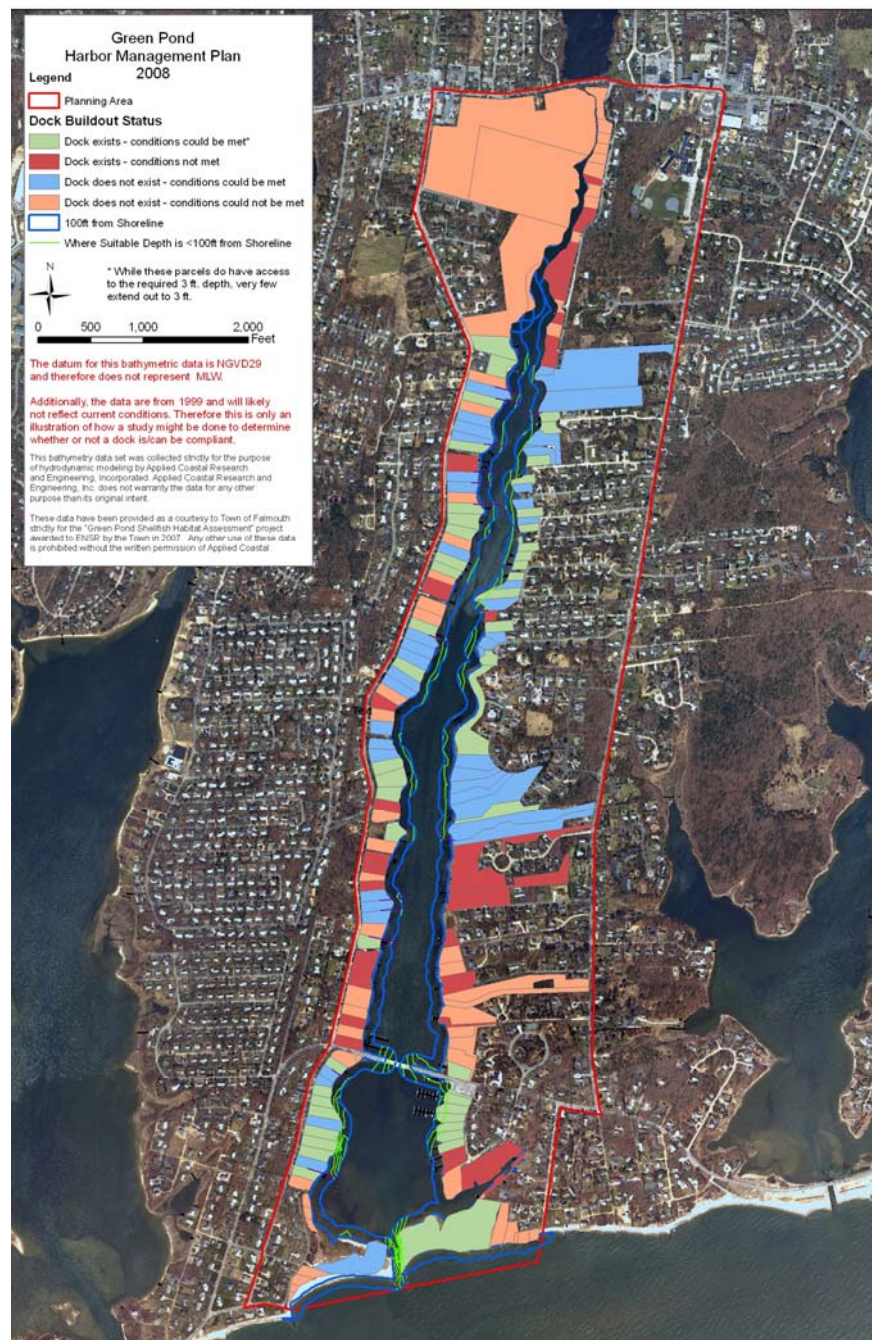 Green Pond
Harbor Management Plan
2008
Legend
Planning Area
Dock Buildout Status
Dock exists - conditions could be met*
Dock exists - conditions not met
Dock does not exist - conditions could be met
Dock does not exist - conditions could not be met
100ft from Shoreline
Where Suitable Depth is <100ft from Shoreline
N
* While these parcels do have access
to the required 3 ft. depth, very few
extend out to 3 ft.
0 500 1,000 2,000
Feet
The datum for this bathymetric data is NGVD29
and therefore does not represent MLW.
Additionally, the data are from 1999 and will likely
not reflect current conditions. Therefore this is only an
illustration of how a study might be done to determine
whether or not a dock is/can be compliant.
This bathymetry data set was collected strictly for the purpose
of hydrodynamic modeling by Applied Coastal Research
and Engineering, Incorporated. Applied Coastal Research and
Engineering, Inc. does not warranty the data for any other
purpose than its original intent.
These data have been provided as a courtesy to Town of Falmouth
strictly for the "Green Pond Shellfish Habitat Assessment" project
awarded to ENSR by the Town in 2007. Any other use of these data
is prohibited without the written permission of Applied Coastal.